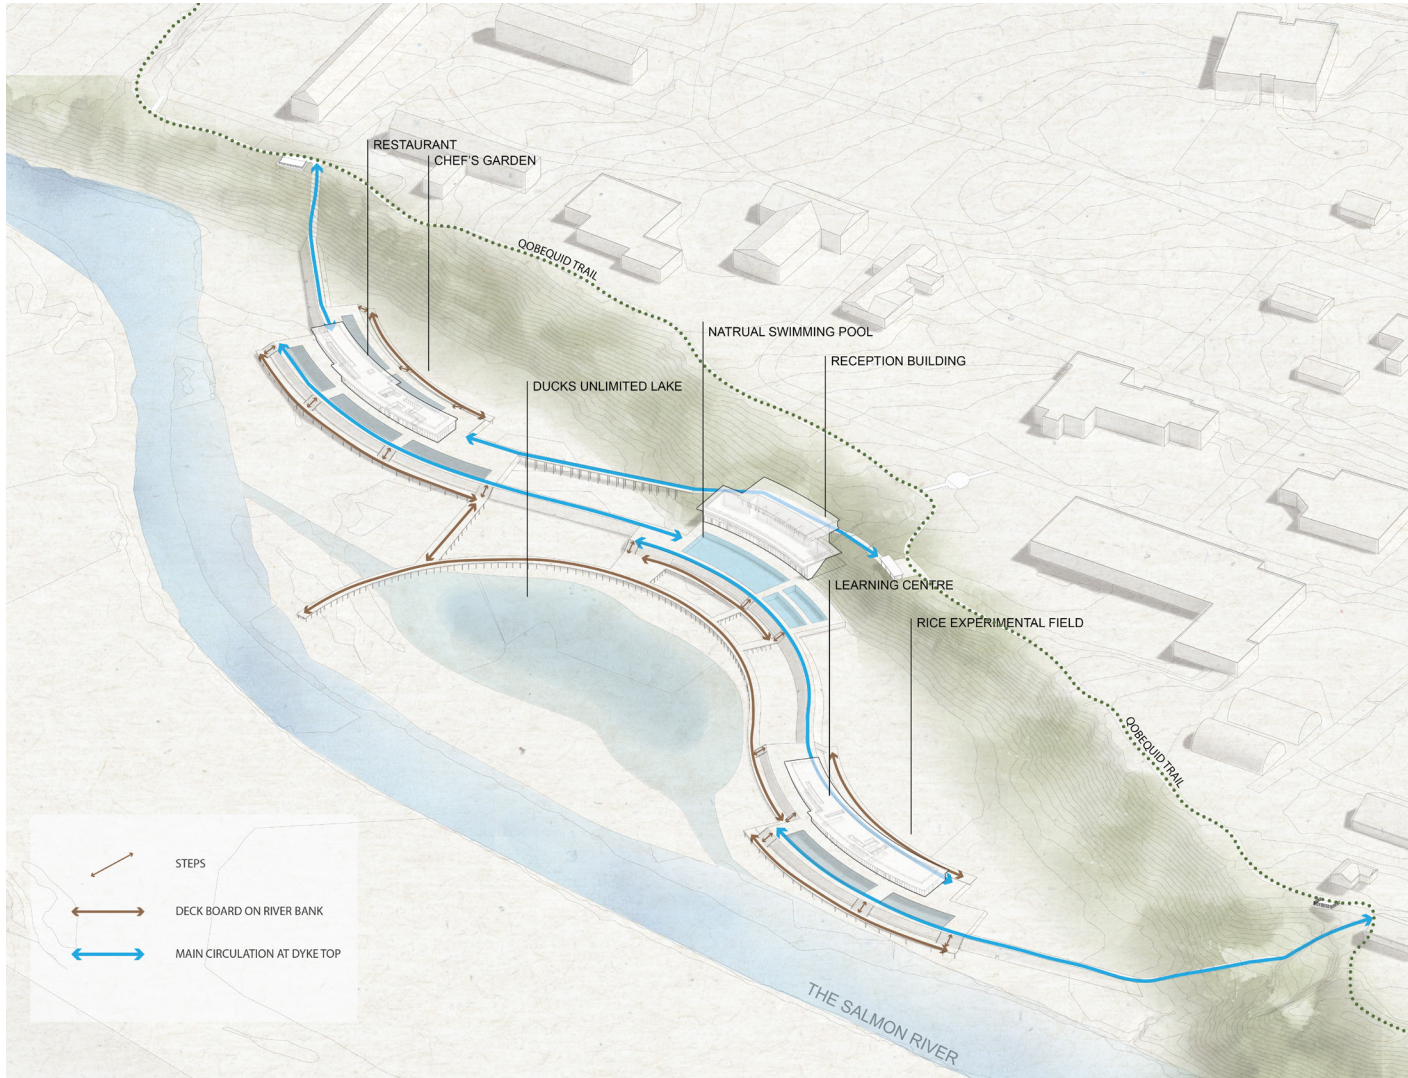 RESTAURANT
CHEF'S GARDEN
QOBEQUID TRAIL
NATRUAL SWIMMING POOL
RECEPTION BUILDING
DUCKS UNLIMITED LAKE
LEARNING CENTRE
RICE EXPERIMENTAL FIELD
QOBEQUID TRAIL
STEPS
DECK BOARD ON RIVER BANK
MAIN CIRCULATION AT DYKE TOP
THE SALMON RIVER